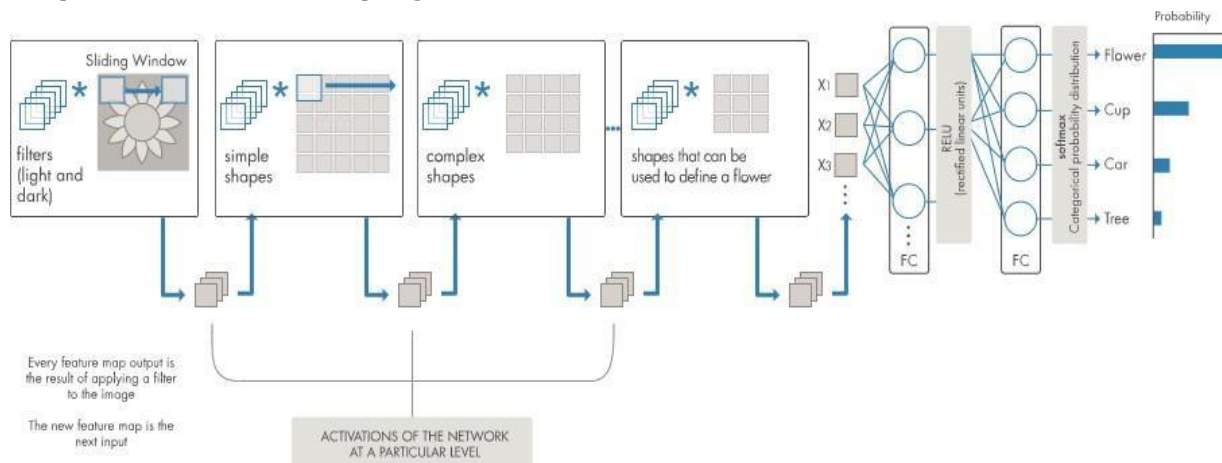 Probability
Sliding Window
*
filters
(light and
dark)
*
simple
shapes
*
complex
shapes
*
shapes that can be
used to define a flower
X1
X2
X3
FC
RELU
(rectified linear units)
FC
softmax
Categorical probability distribution
Flower
Cup
Car
Tree
Every feature map output is
the result of applying a filter
to the image
The new feature map is the
next input
ACTIVATIONS OF THE NETWORK
AT A PARTICULAR LEVEL